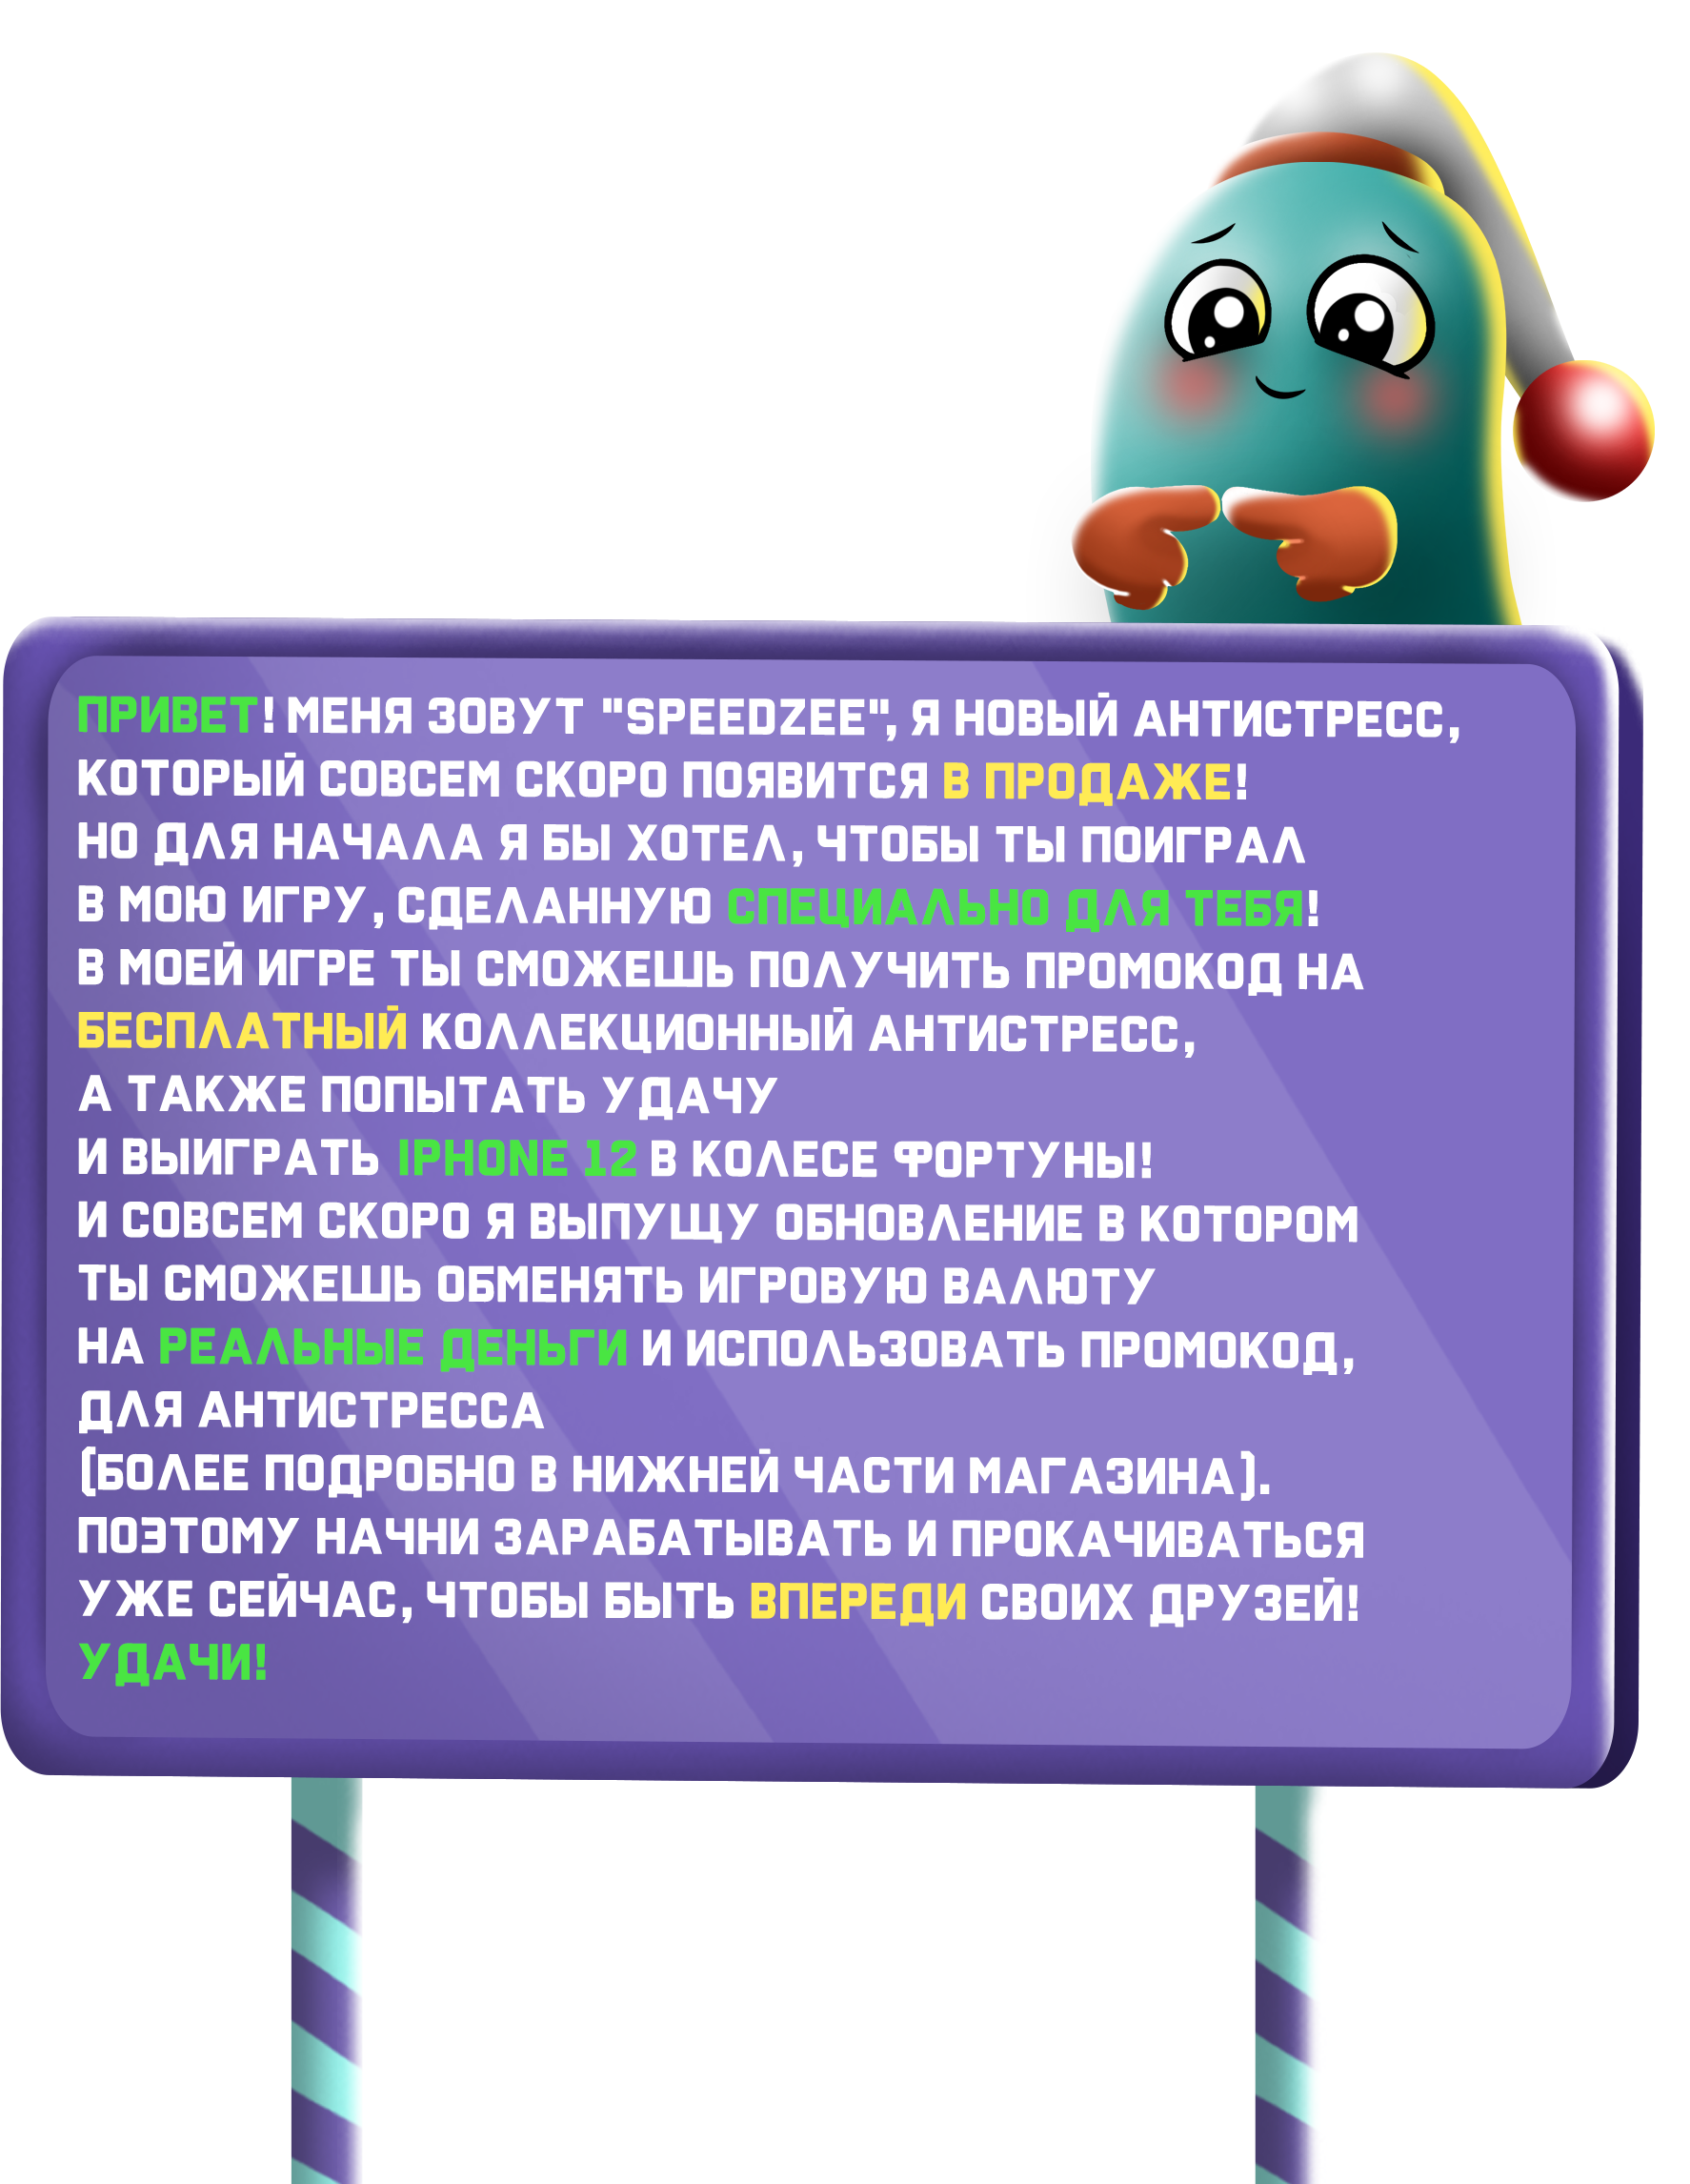 ПРИВЕТ! МЕНЯ ЗОВУТ "SPEEDZEE", Я НОВЫЙ АНТИСТРЕСС,
КОТОРЫЙ СОВСЕМ СКОРО ПОЯВИТСЯ В ПРОДАЖЕ!
НО ДЛЯ НАЧАЛА Я БЫ ХОТЕЛ, ЧТОБЫ ТЫ ПОИГРАЛ
В МОЮ ИГРУ, СДЕЛАННУЮ СПЕЦИАЛЬНО ДЛЯ ТЕБЯ!
В МОЕЙ ИГРЕ ТЫ СМОЖЕШЬ ПОЛУЧИТЬ ПРОМОКОД НА
БЕСПЛАТНЫЙ КОЛЛЕКЦИОННЫЙ АНТИСТРЕСС,
А ТАКЖЕ ПОПЫТАТЬ УДАЧУ
И ВЫИГРАТЬ IPHONE 12 В КОЛЕСЕ ФОРТУНЫ!
И СОВСЕМ СКОРО Я ВЫПУЩУ ОБНОВЛЕНИЕ В КОТОРОМ
ТЫ СМОЖЕШЬ ОБМЕНЯТЬ ИГРОВУЮ ВАЛЮТУ
НА РЕАЛЬНЫЕ ДЕНЬГИ И ИСПОЛЬЗОВАТЬ ПРОМОКОД,
ДЛЯ АНТИСТРЕССА
(БОЛЕЕ ПОДРОБНО В НИЖНЕЙ ЧАСТИ МАГАЗИНА).
ПОЭТОМУ НАЧНИ ЗАРАБАТЫВАТЬ И ПРОКАЧИВАТЬСЯ
УЖЕ СЕЙЧАС, ЧТОБЫ БЫТЬ ВПЕРЕДИ СВОИХ ДРУЗЕЙ!
УДАЧИ!